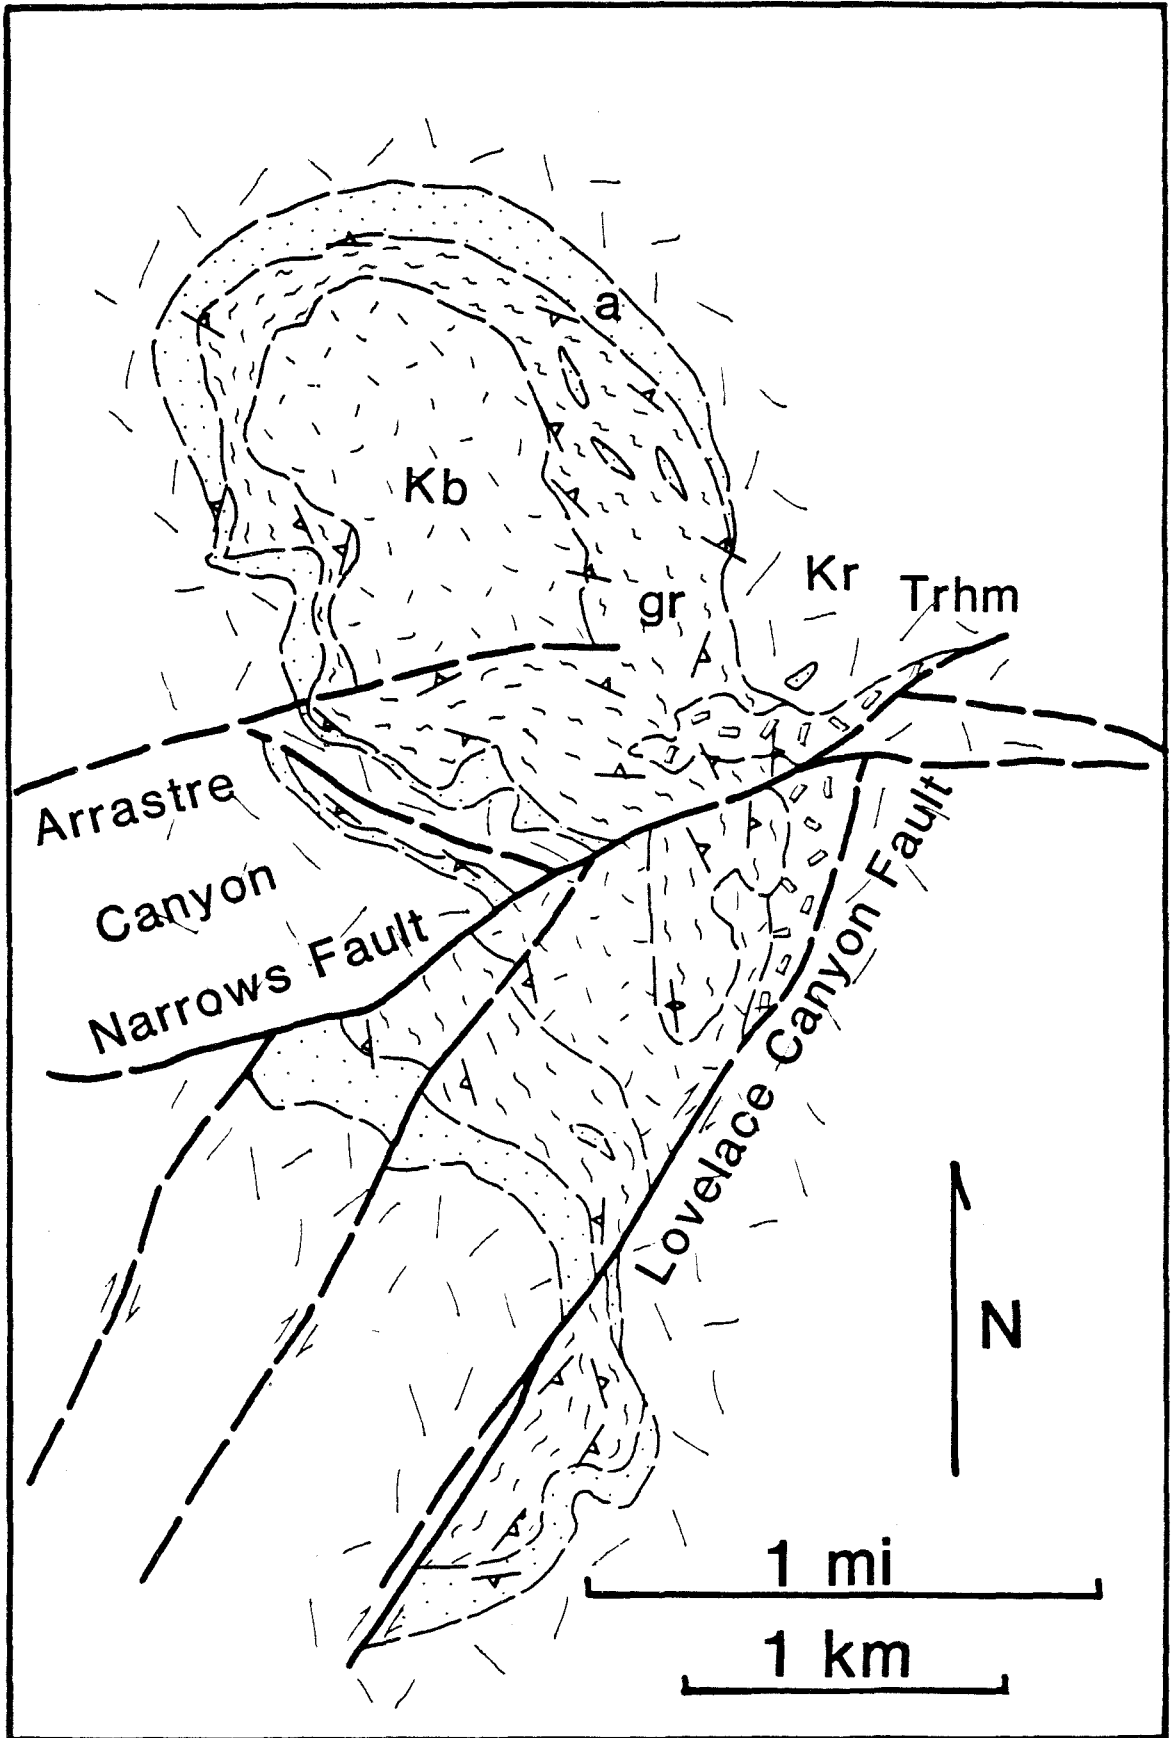 a
Kb
Kr
gr
Trhm
Arrastre
Canyon
Narrows Fault
Lovelace Canyon Fault
N
1 mi
1 km